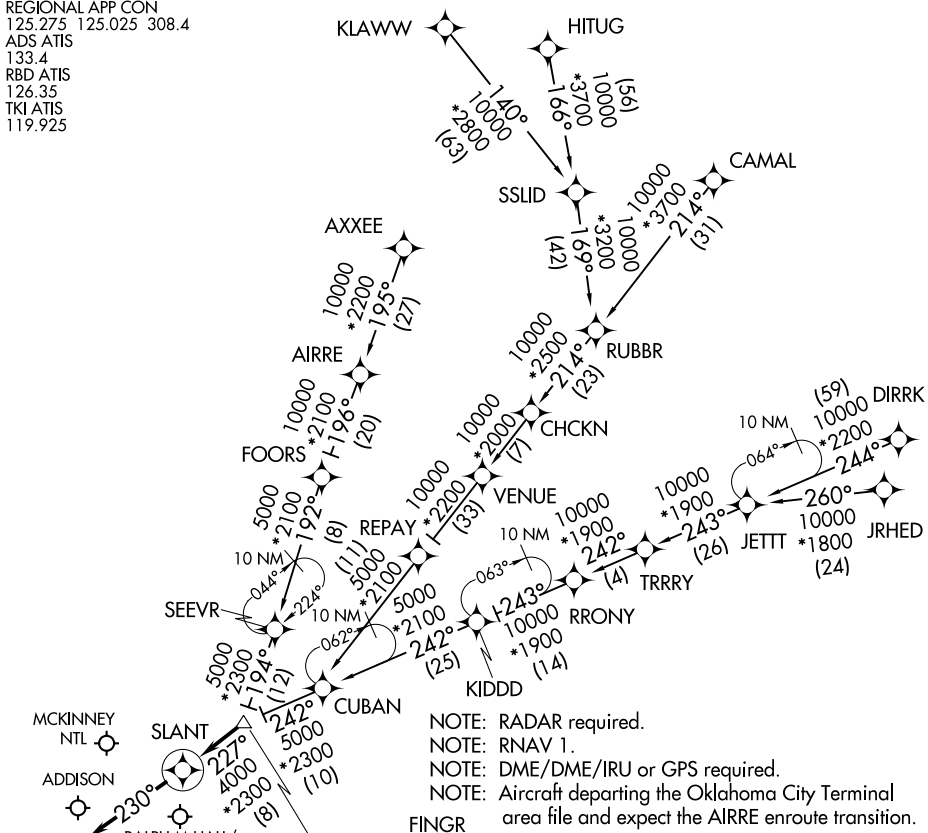 REGIONAL APP CON
125.275 125.025 308.4
ADS ATIS
133.4
RBD ATIS
126.35
TKI ATIS
119.925
KLAWW
HITUG
140°
10000
*2800
(63)
(56)
10000
*3700
166°
CAMAL
10000
*3700
214°
(31)
SSLID
10000
*3200
169°
(42)
AXXEE
10000
*2200
195°
(27)
RUBBR
10000
*2500
214°
(23)
AIRRE
10000
*2100
196°
(20)
CHCKN
10000
*2000
(7)
DIRRK
(59)
10000
*2200
244°
10 NM
064°
FOORS
VENUE
10000
*2200
(33)
5000
*2100
192°
(8)
REPAY
10000
*1900
243°
(26)
JETTT
260°
10000
*1800
(24)
JRHED
10 NM
063°
10000
*1900
242°
(4)
TRRRY
(11)
5000
*2100
10 NM
044°
224°
SEEVR
RRONY
243°
10000
*1900
(14)
10 NM
062°
5000
*2100
242°
(25)
KIDDD
5000
*2300
194°
(12)
CUBAN
242°
5000
*2300
(10)
MCKINNEY
NTL
SLANT
227°
4000
*2300
(8)
ADDISON
230°
NOTE: RADAR required.
NOTE: RNAV 1.
NOTE: DME/DME/IRU or GPS required.
NOTE: Aircraft departing the Oklahoma City Terminal
area file and expect the AIRRE enroute transition.
FINGR